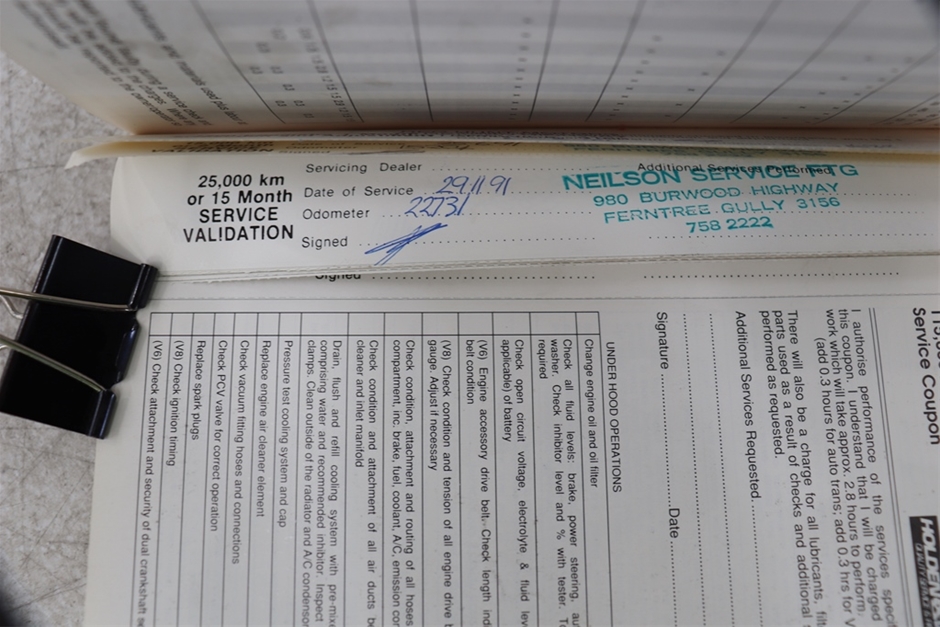 25,000 km
or 15 Month
SERVICE
VALIDATION
Servicing Dealer
Date of Service 29.11.91
Odometer 22731
Signed
Additional Services Performed
NEILSON SERVICE
980 BURWOOD HIGHWAY
FERNTREE GULLY 3156
758 2222
Signed
Service Coupon
HOLDEN
I authorise performance of the services
this coupon. I understand that I will be charged
work which will take approx. 2.8 hours to perform.
(add 0.3 hours for auto trans; add 0.3 hrs for V
There will also be a charge for all lubricants,
parts used as a result of checks and additional
performed as requested.
Additional Services Requested
Signature Date
UNDER HOOD OPERATIONS
Change engine oil and oil filter
Check all fluid levels: brake, power steering,
washer. Check inhibitor level and % with tester.
required
Check open circuit voltage, electrolyte & fluid
applicable) of battery
(V6) Engine accessory drive belt. Check length
belt condition
(V8) Check condition and tension of all engine drive
gauge. Adjust if necessary
Check condition, attachment and routing of all hoses
compartment, inc. brake, fuel, coolant, A/C, emission
Check condition and attachment of all air ducts
cleaner and inlet manifold
Drain, flush and refill cooling system with
comprising water and recommended inhibitor. Inspect
clamps. Clean outside of the radiator and A/C
Pressure test cooling system and cap
Replace engine air cleaner element
Check vacuum fitting hoses and connections
Check PCV valve for correct operation
Replace spark plugs
(V8) Check ignition timing
(V6) Check attachment and security of dual crankshaft